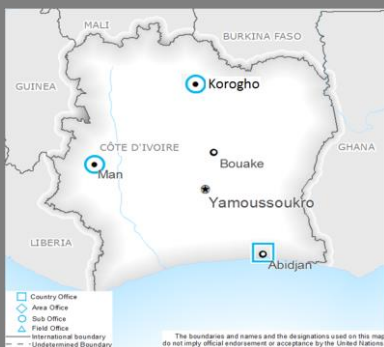 MALI
BURKINA FASO
GUINEA
Korogho
CÔTE D'IVOIRE
GHANA
Bouake
Man
Yamoussoukro
LIBERIA
Abidjan
Country Office
Area Office
Sub Office
Field Office
International boundary
Undetermined Boundary
The boundaries and names and the designations used on this map
do not imply official endorsement or acceptance by the United Nations.